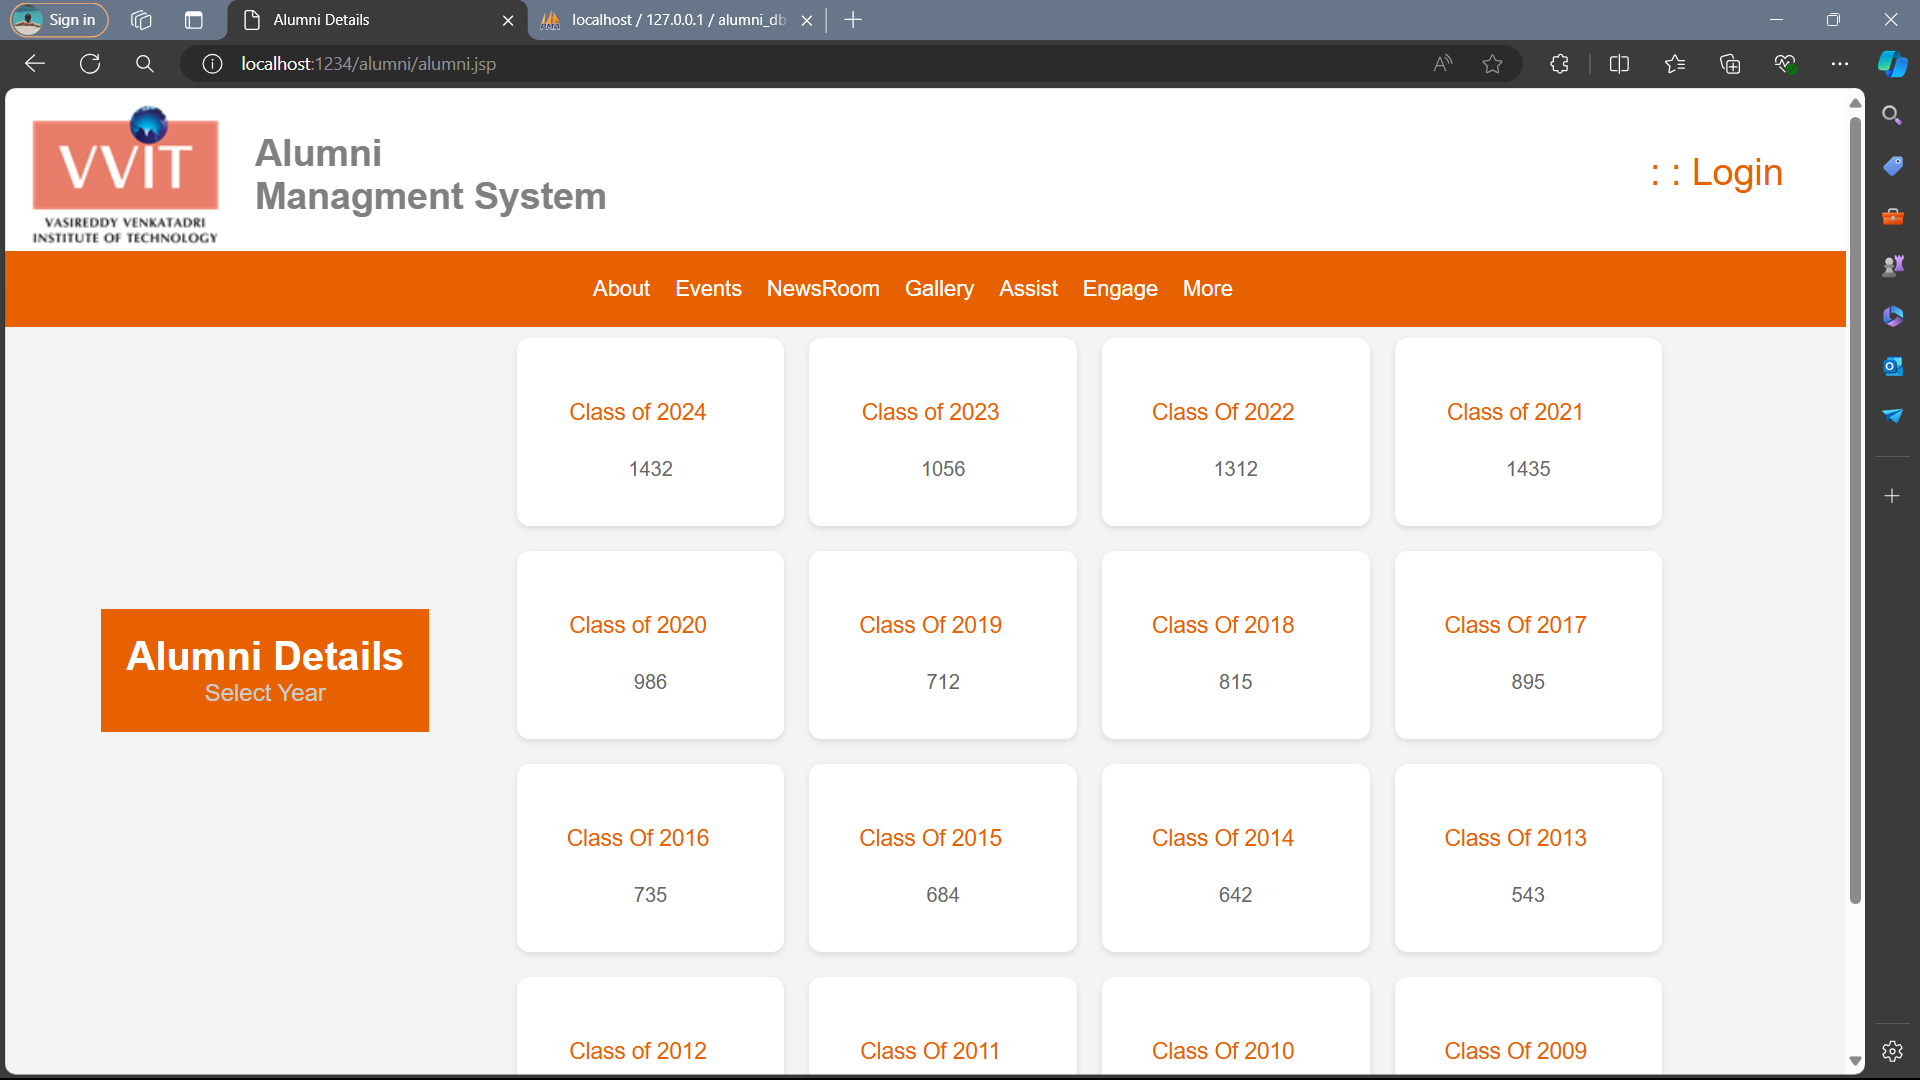 Sign in
Alumni Details
localhost / 127.0.0.1 / alumni_db
localhost:1234/alumni/alumni.jsp
VVIT
VASIREDDY VENKATADRI
INSTITUTE OF TECHNOLOGY
Alumni
Managment System
: : Login
About Events NewsRoom Gallery Assist Engage More
Class of 2024
1432
Class of 2023
1056
Class Of 2022
1312
Class of 2021
1435
Class of 2020
986
Class Of 2019
712
Class Of 2018
815
Class Of 2017
895
Alumni Details
Select Year
Class Of 2016
735
Class Of 2015
684
Class Of 2014
642
Class Of 2013
543
Class of 2012
Class Of 2011
Class Of 2010
Class Of 2009